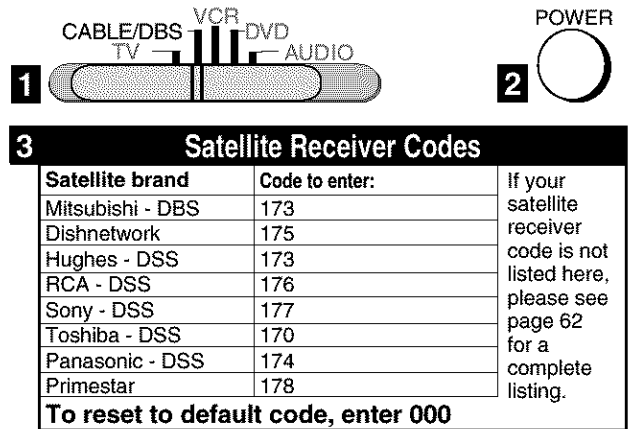 VCR
CABLE/DBS DVD
TV AUDIO
1
POWER
2
3 Satellite Receiver Codes
Satellite brand Code to enter:
Mitsubishi - DBS 173
Dishnetwork 175
Hughes - DSS 173
RCA - DSS 176
Sony - DSS 177
Toshiba - DSS 170
Panasonic - DSS 174
Primestar 178
If your
satellite
receiver
code is not
listed here,
please see
page 62
for a
complete
listing.
To reset to default code, enter 000